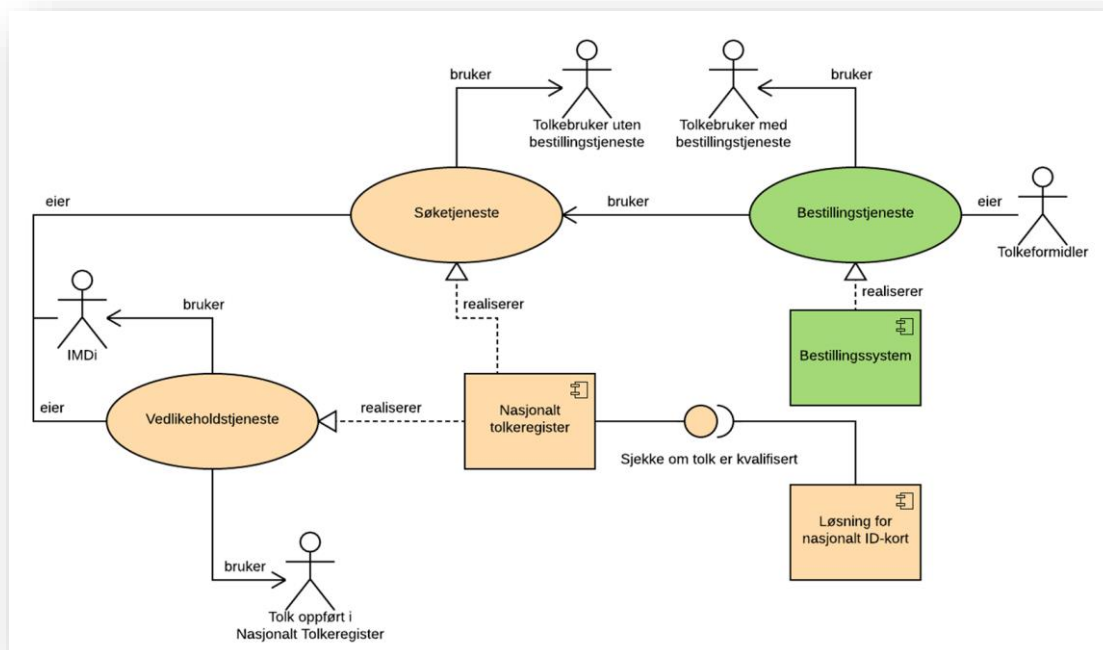 bruker
bruker
Tolkebruker uten
bestillingstjeneste
Tolkebruker med
bestillingstjeneste
eier
Søketjeneste
bruker
Bestillingstjeneste
eier
Tolkeformidler
realiserer
realiserer
bruker
IMDi
Bestillingssystem
eier
Vedlikeholdstjeneste
realiserer
Nasjonalt
tolkeregister
Sjekke om tolk er kvalifisert
Løsning for
nasjonalt ID-kort
bruker
Tolk oppført i
Nasjonalt Tolkeregister